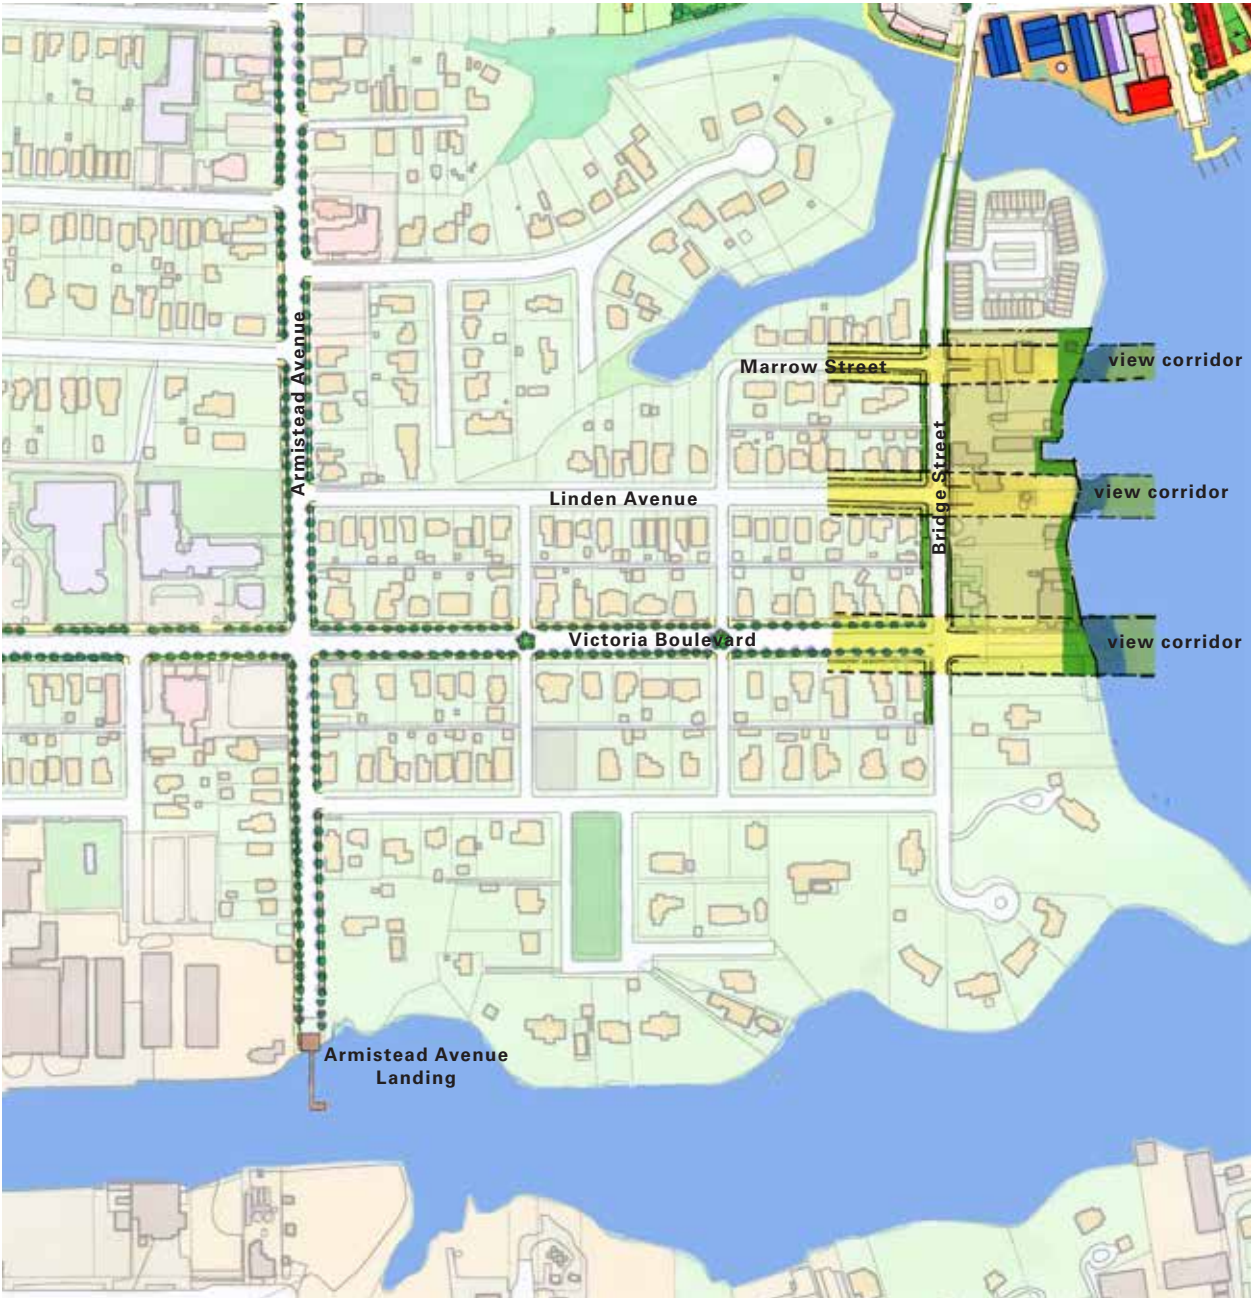 view corridor
Marrow Street
Armistead Avenue
Bridge Street
view corridor
Linden Avenue
Victoria Boulevard
view corridor
Armistead Avenue
Landing